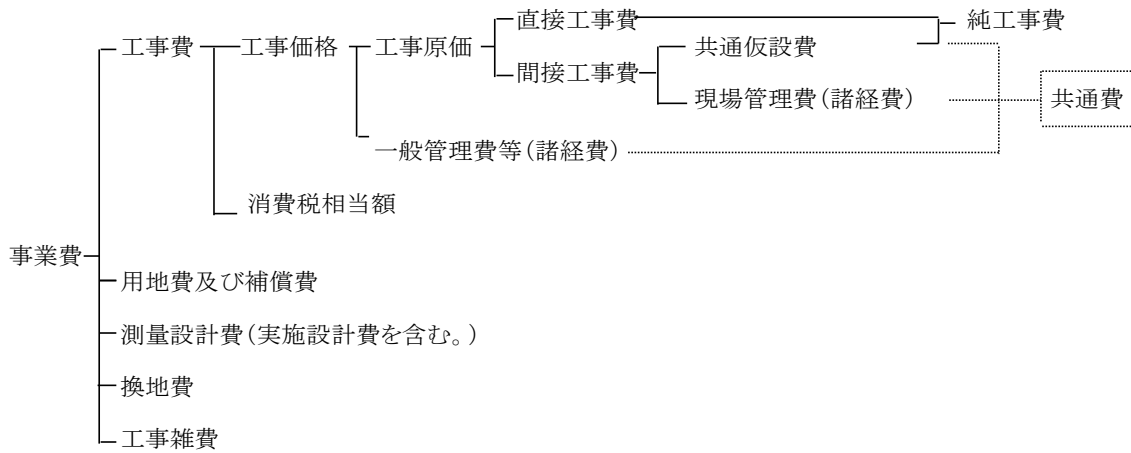 直接工事費
純工事費
工事費
工事価格
工事原価
共通仮設費
間接工事費
現場管理費(諸経費)
共通費
一般管理費等(諸経費)
消費税相当額
事業費
用地費及び補償費
測量設計費(実施設計費を含む。)
換地費
工事雑費